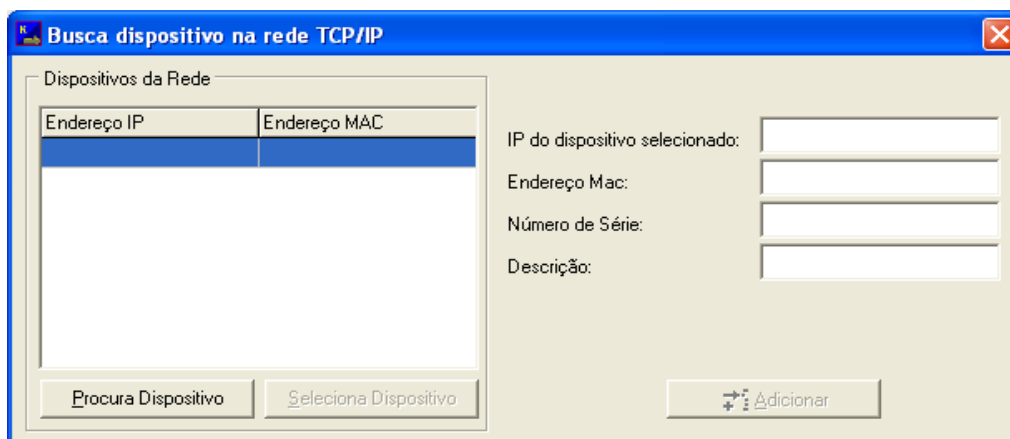 Busca dispositivo na rede TCP/IP
Dispositivos da Rede
Endereço IP Endereço MAC
IP do dispositivo selecionado:
Endereço Mac:
Número de Série:
Descrição:
Procura Dispositivo Seleciona Dispositivo Adicionar